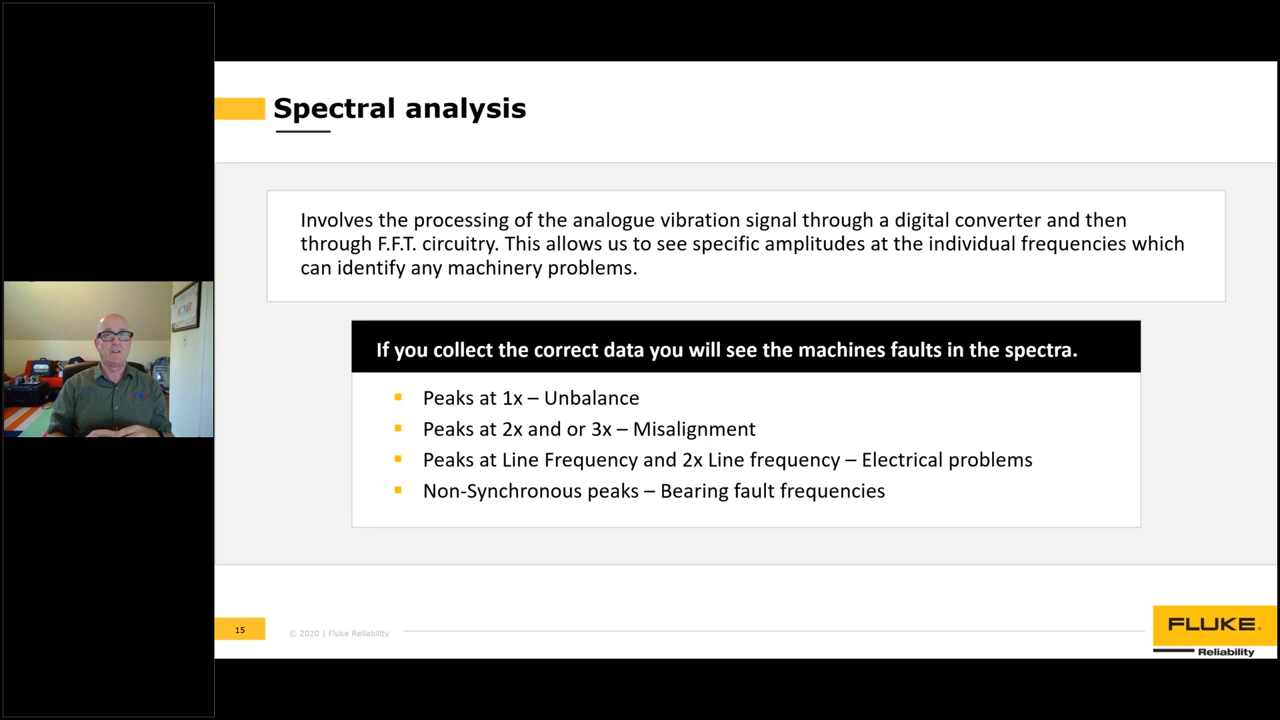 Spectral analysis
Involves the processing of the analogue vibration signal through a digital converter and then
through F.F.T. circuitry. This allows us to see specific amplitudes at the individual frequencies which
can identify any machinery problems.
If you collect the correct data you will see the machines faults in the spectra.
▪ Peaks at 1x – Unbalance
▪ Peaks at 2x and or 3x – Misalignment
▪ Peaks at Line Frequency and 2x Line frequency – Electrical problems
▪ Non-Synchronous peaks – Bearing fault frequencies
15
© 2020 | Fluke Reliability
FLUKE®
Reliability